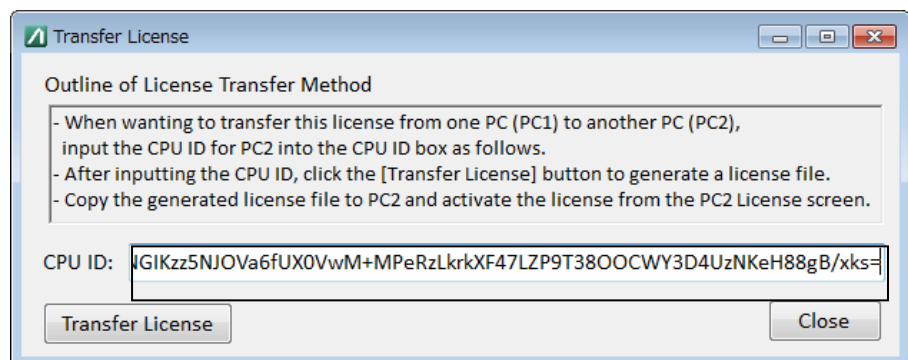 Transfer License
Outline of License Transfer Method
- When wanting to transfer this license from one PC (PC1) to another PC (PC2),
input the CPU ID for PC2 into the CPU ID box as follows.
- After inputting the CPU ID, click the [Transfer License] button to generate a license file.
- Copy the generated license file to PC2 and activate the license from the PC2 License screen.
CPU ID: GIKzz5NJOVa6fUX0VwM+MPeRzLkrkXF47LZP9T38OOCWY3D4UzNKeH88gB/xks=
Transfer License Close